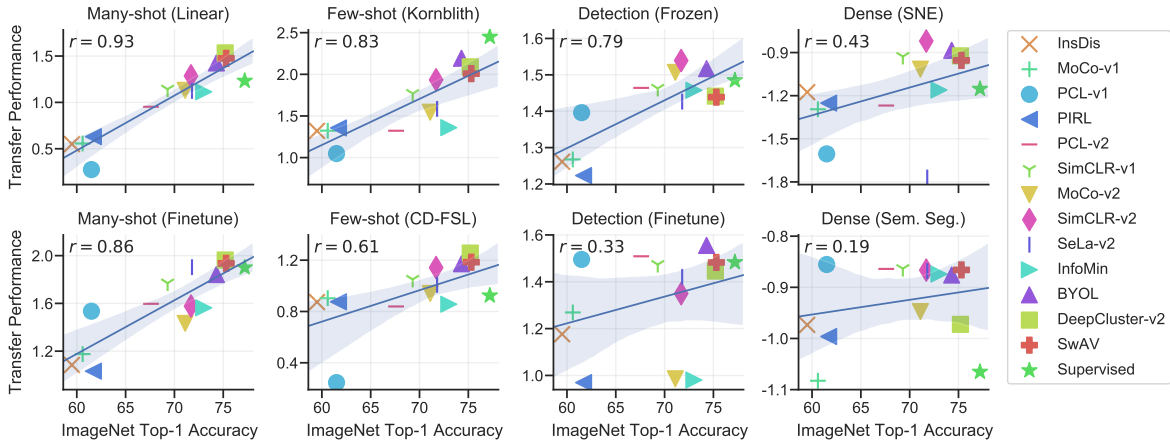 Many-shot (Linear)
Few-shot (Kornblith)
Detection (Frozen)
Dense (SNE)
r = 0.93
r = 0.83
r = 0.79
r = 0.43
Transfer Performance
1.5
1.0
0.5
2.5
2.0
1.5
1.0
1.6
1.5
1.4
1.3
1.2
-0.9
-1.2
-1.5
-1.8
Many-shot (Finetune)
Few-shot (CD-FSL)
Detection (Finetune)
Dense (Sem. Seg.)
r = 0.86
r = 0.61
r = 0.33
r = 0.19
Transfer Performance
2.0
1.6
1.2
1.2
0.8
0.4
1.6
1.4
1.2
1.0
-0.8
-0.9
-1.0
-1.1
60 65 70 75
60 65 70 75
60 65 70 75
60 65 70 75
ImageNet Top-1 Accuracy
ImageNet Top-1 Accuracy
ImageNet Top-1 Accuracy
ImageNet Top-1 Accuracy
InsDis
MoCo-v1
PCL-v1
PIRL
PCL-v2
SimCLR-v1
MoCo-v2
SimCLR-v2
SeLa-v2
InfoMin
BYOL
DeepCluster-v2
SwAV
Supervised